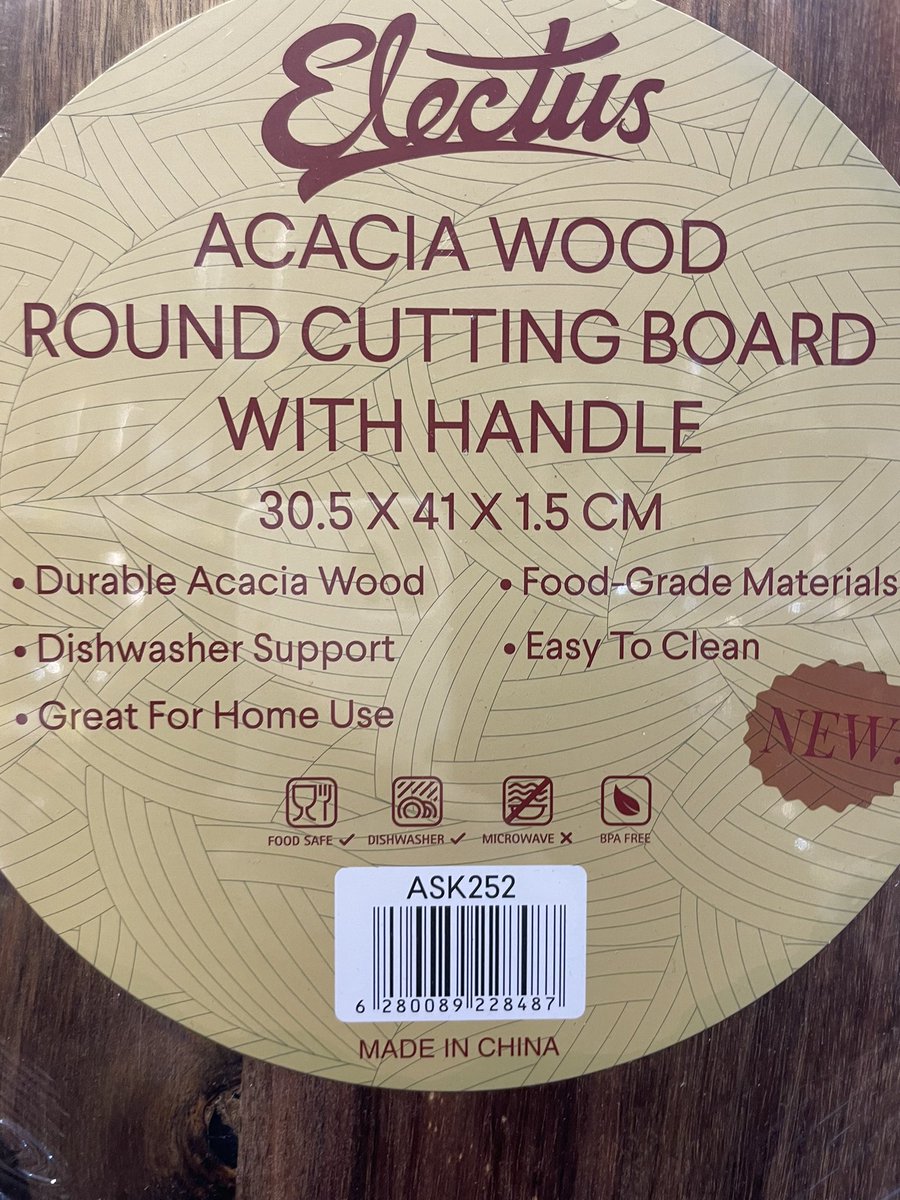 Electus
ACACIA WOOD
ROUND CUTTING BOARD
WITH HANDLE
30.5 X 41 X 1.5 CM
• Durable Acacia Wood
• Food-Grade Materials
• Dishwasher Support
• Easy To Clean
• Great For Home Use
NEW!
FOOD SAFE ✓ DISHWASHER ✓ MICROWAVE ✗ BPA FREE
ASK252
6 280089 228487
MADE IN CHINA